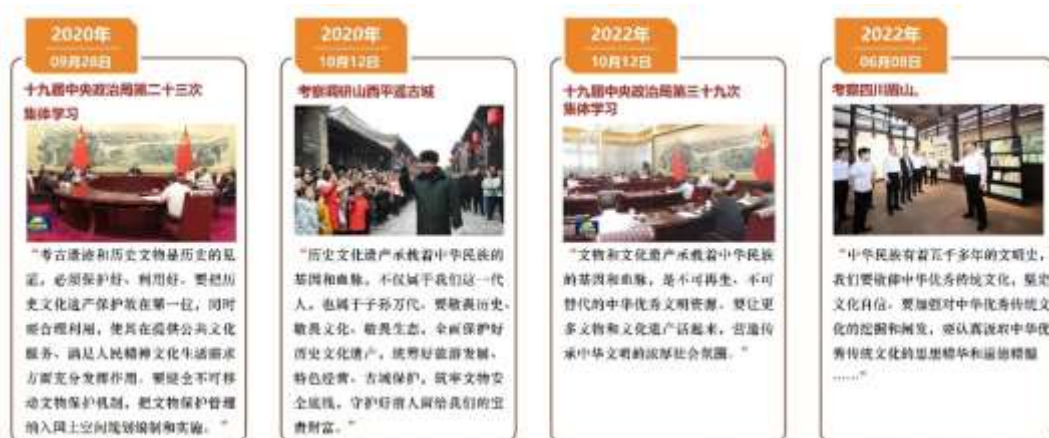 2020年
09月28日
十九届中央政治局第二十三次
集体学习
“考古遗迹和历史文物是历史的见
证，必须保护好、利用好。要把历
史文化遗产保护放在第一位，同时
要合理利用，使其在提供公共文化
服务、满足人民精神文化生活需求
方面充分发挥作用。要健全不可移
动文物保护机制，把文物保护管理
纳入国土空间规划编制和实施。”
2020年
10月12日
考察调研山西平遥古城
“历史文化遗产承载着中华民族的
基因和血脉，不仅属于我们这一代
人，也属于子孙万代。要敬畏历史、
敬畏文化、敬畏生态，全面保护好
历史文化遗产，统筹好旅游发展、
特色经营、古城保护，筑牢文物安
全底线，守护好前人留给我们的宝
贵财富。”
2022年
10月12日
十九届中央政治局第三十九次
集体学习
“文物和文化遗产承载着中华民族
的基因和血脉，是不可再生、不可
替代的中华优秀文明资源。要让更
多文物和文化遗产活起来，营造传
承中华文明的浓厚社会氛围。”
2022年
06月08日
考察四川眉山。
“中华民族有着五千多年的文明史，
我们要敬仰中华优秀传统文化，坚定
文化自信。要加强对中华优秀传统文
化的挖掘和阐发，要认真汲取中华优
秀传统文化的思想精华和道德精髓
……”